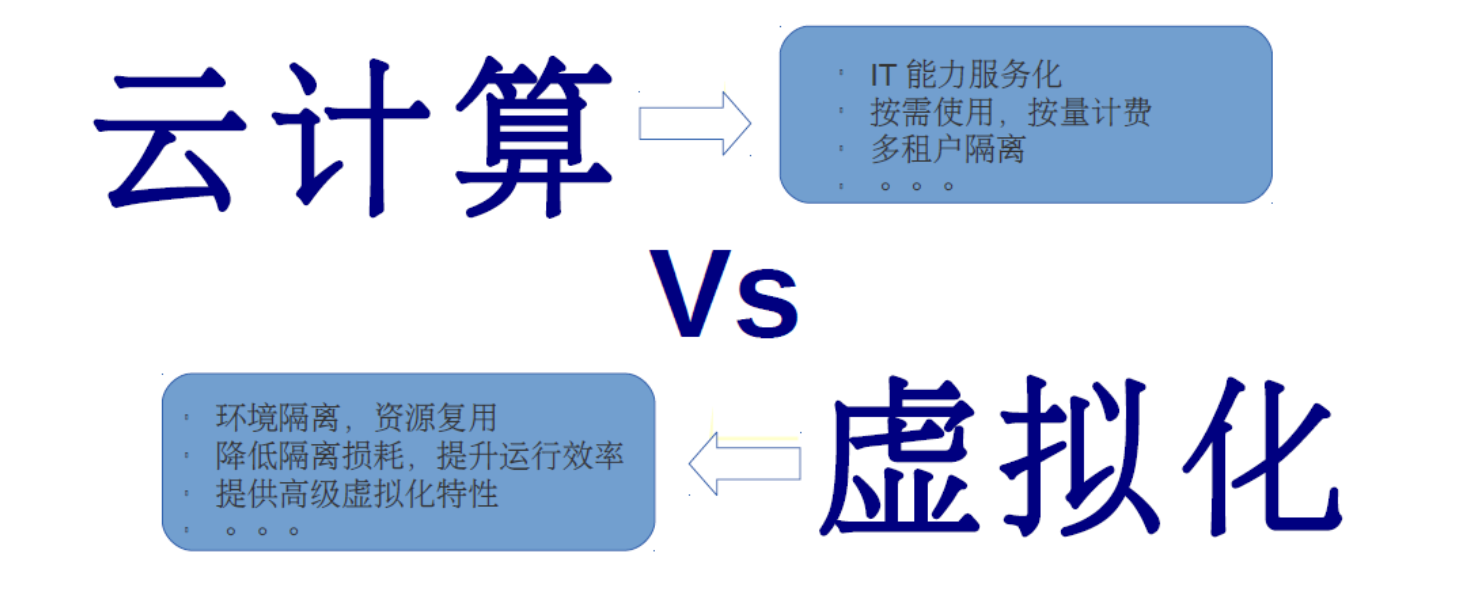 云计算
IT 能力服务化
按需使用，按量计费
多租户隔离
。。。
Vs
环境隔离，资源复用
降低隔离损耗，提升运行效率
提供高级虚拟化特性
。。。
虚拟化